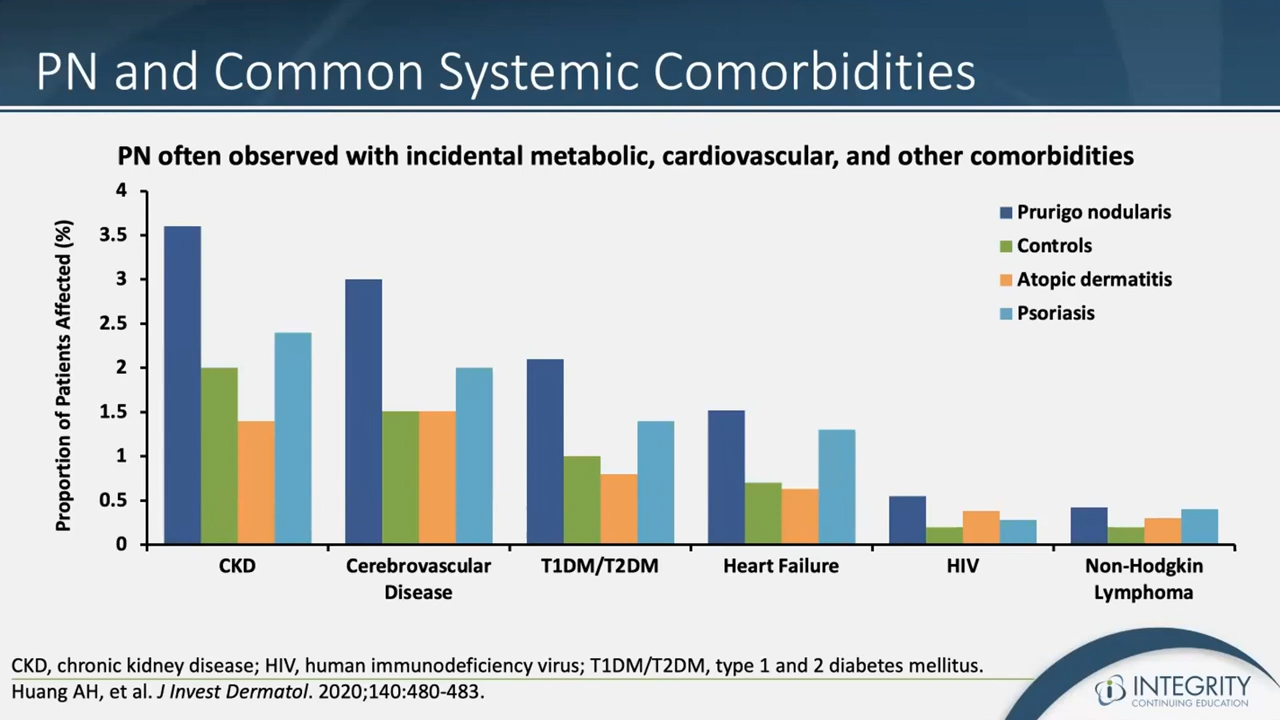 PN and Common Systemic Comorbidities
PN often observed with incidental metabolic, cardiovascular, and other comorbidities
Proportion of Patients Affected (%)
4
3.5
3
2.5
2
1.5
1
0.5
0
Prurigo nodularis
Controls
Atopic dermatitis
Psoriasis
CKD
Cerebrovascular
Disease
T1DM/T2DM
Heart Failure
HIV
Non-Hodgkin
Lymphoma
CKD, chronic kidney disease; HIV, human immunodeficiency virus; T1DM/T2DM, type 1 and 2 diabetes mellitus.
Huang AH, et al. J Invest Dermatol. 2020;140:480-483.
INTEGRITY
CONTINUING EDUCATION